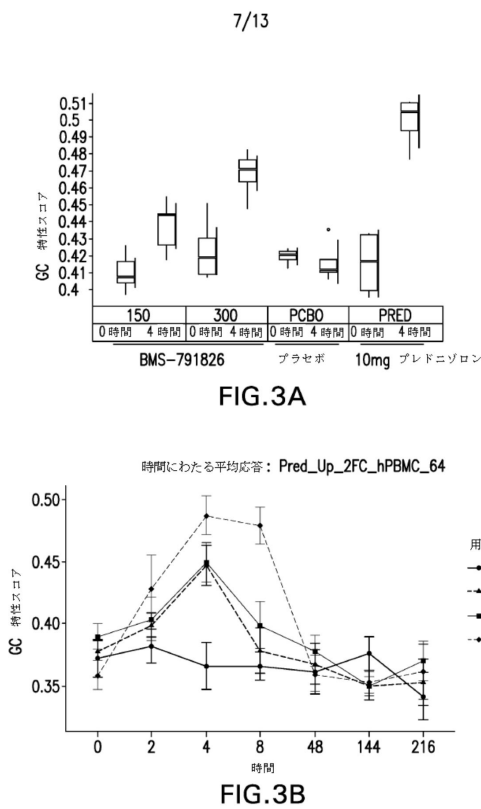 7/13
GC 特性スコア
0.51
0.5
0.49
0.48
0.47
0.46
0.45
0.44
0.43
0.42
0.41
0.4
150 300 PCBO PRED
0 時間 4 時間 0 時間 4 時間 0 時間 4 時間 0 時間 4 時間
BMS-791826 プラセボ 10mg プレドニゾロン
FIG.3A
時間にわたる平均応答 : Pred_Up_2FC_hPBMC_64
GC 特性スコア
0.50
0.45
0.40
0.35
用
0 2 4 8 48 144 216
時間
FIG.3B